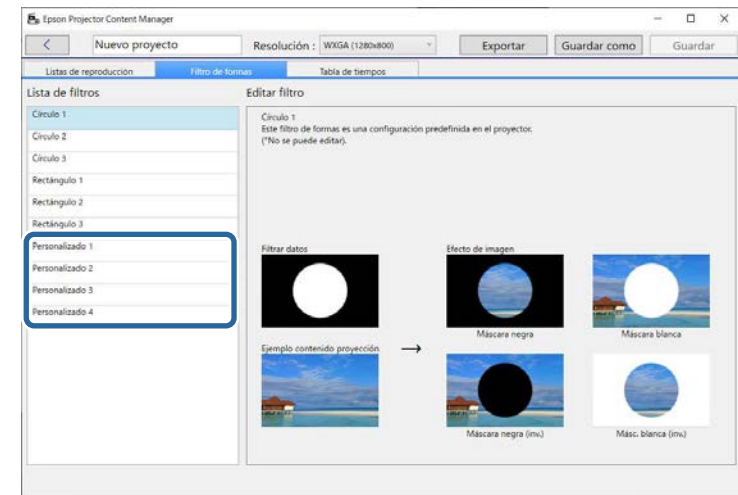 Epson Projector Content Manager
Nuevo proyecto
Resolución : WXGA (1280x800)
Exportar
Guardar como
Guardar
Listas de reproducción
Filtro de formas
Tabla de tiempos
Lista de filtros
Editar filtro
Círculo 1
Círculo 2
Círculo 3
Rectángulo 1
Rectángulo 2
Rectángulo 3
Personalizado 1
Personalizado 2
Personalizado 3
Personalizado 4
Círculo 1
Este filtro de formas es una configuración predefinida en el proyector.
(*No se puede editar).
Filtrar datos
Efecto de imagen
Máscara negra
Máscara blanca
Ejemplo contenido proyección
→
Máscara negra (inv.)
Másc. blanca (inv.)